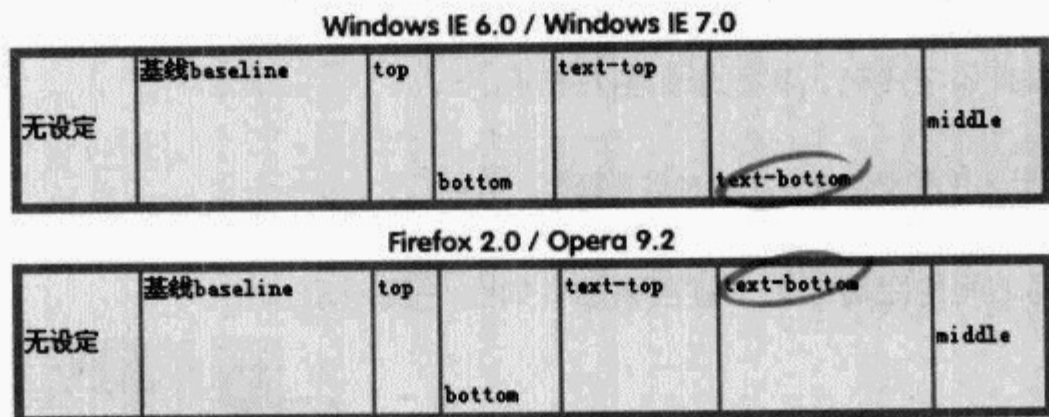 Windows IE 6.0 / Windows IE 7.0
基线baseline top text-top
无设定 middle
bottom text-bottom
Firefox 2.0 / Opera 9.2
基线baseline top text-top text-bottom
无设定 middle
bottom